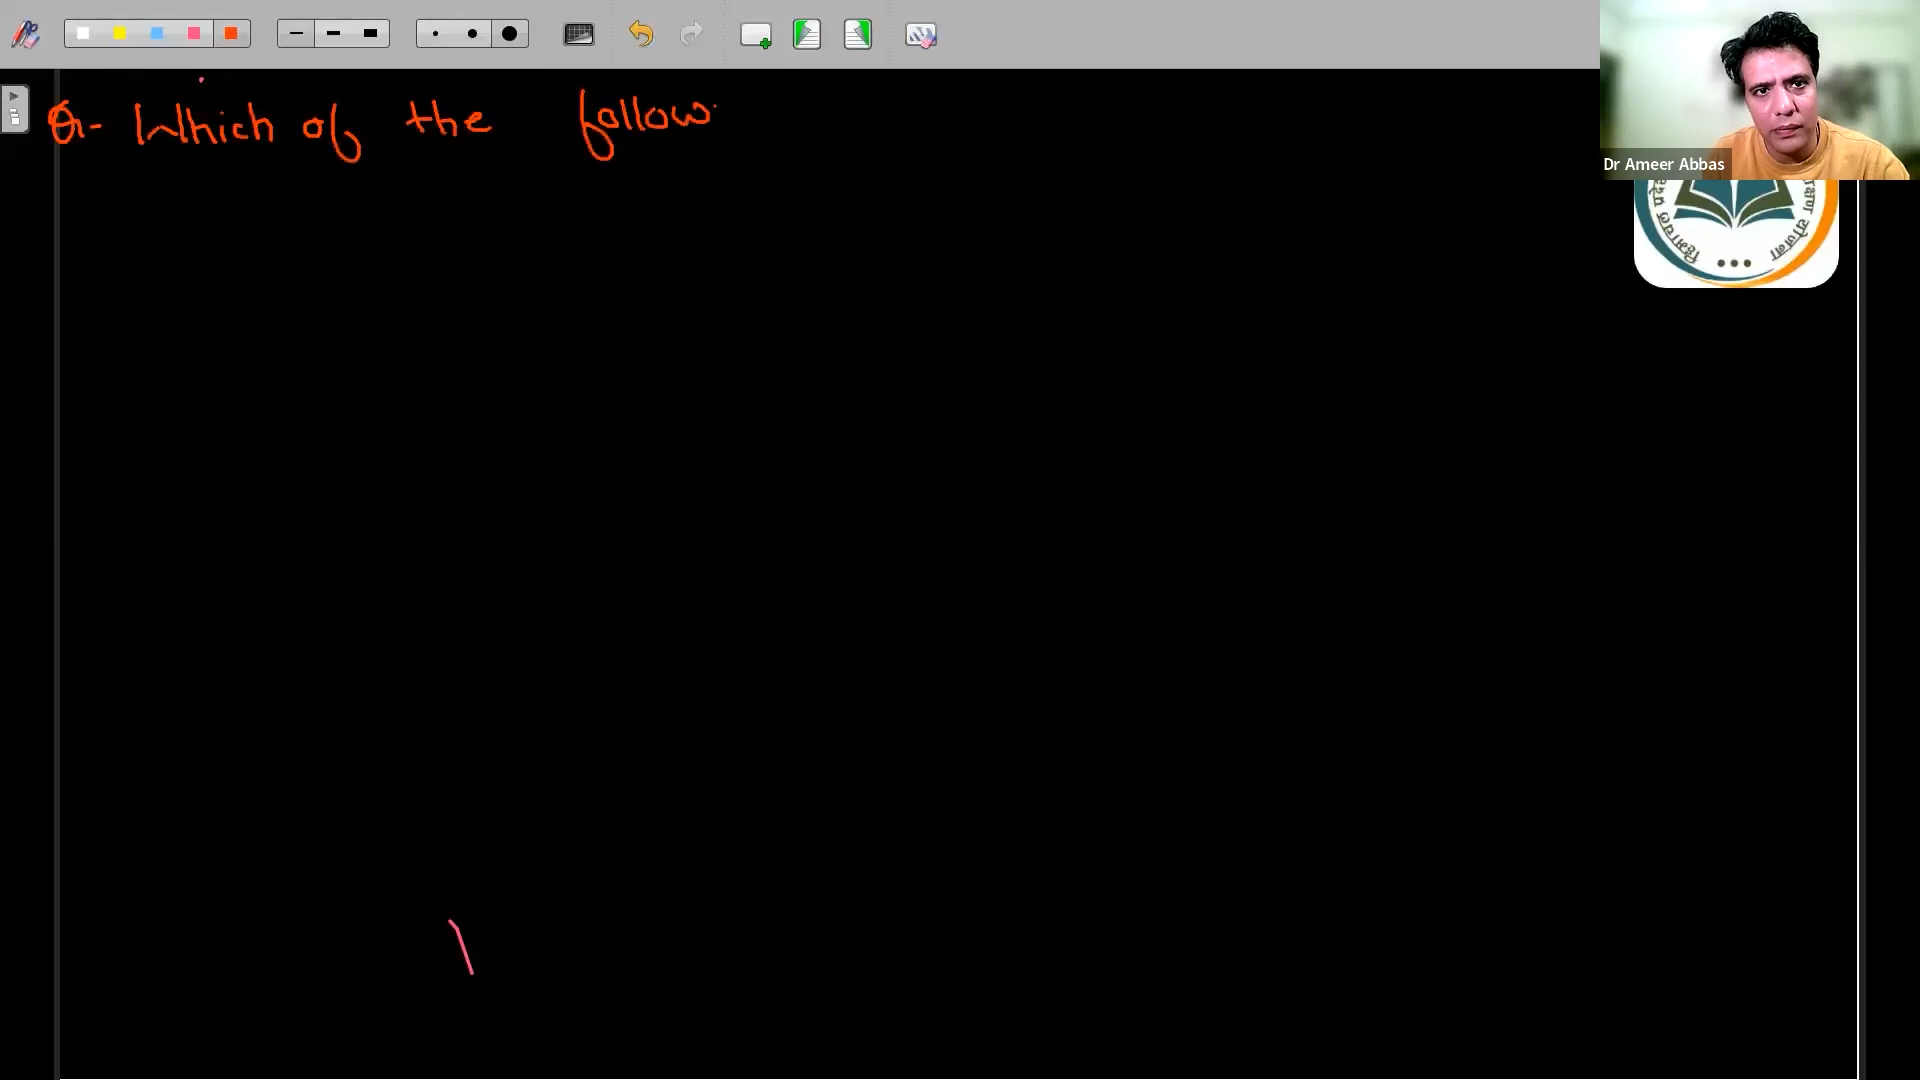 Q- Which of the follow
Dr Ameer Abbas